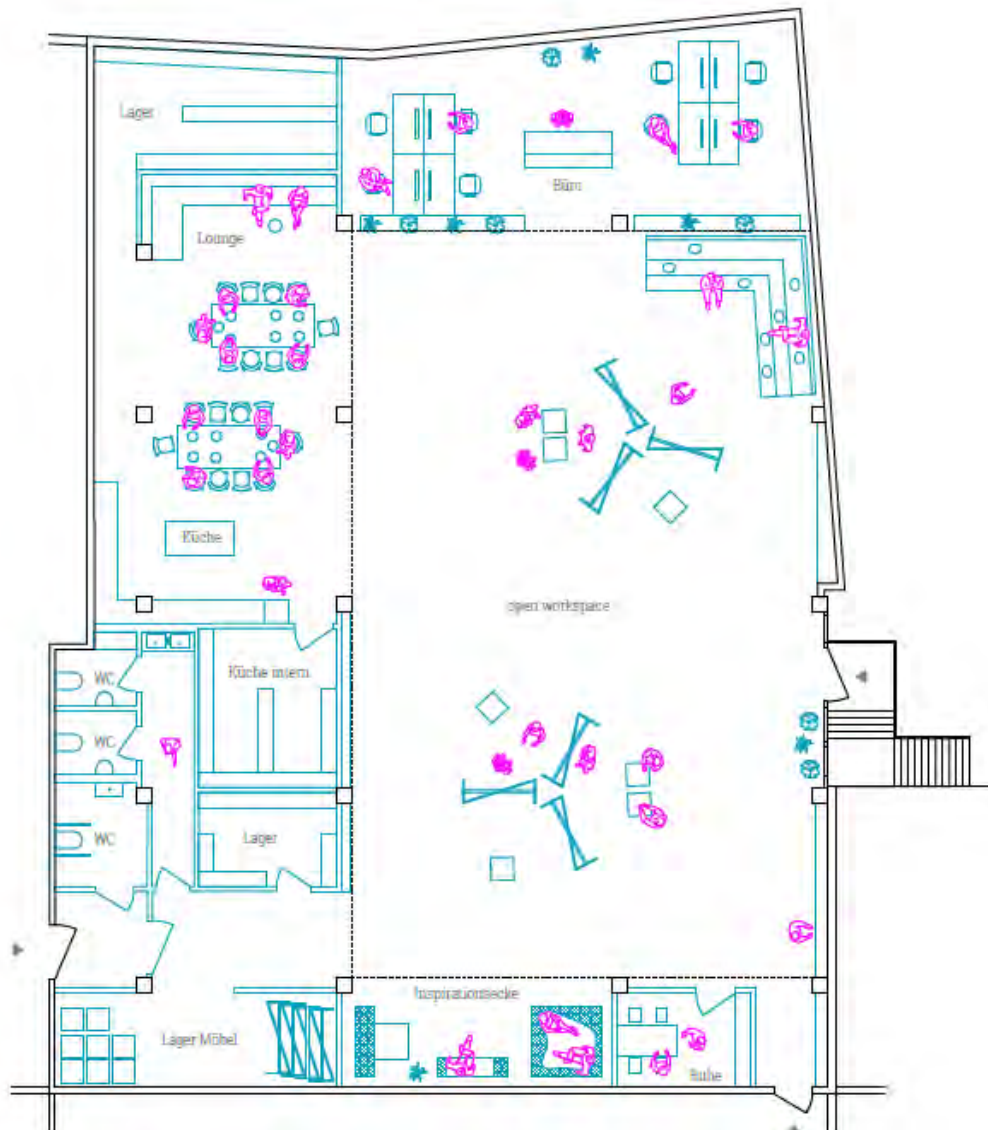 Lager
Büro
Lounge
Küche
open workspace
Küche intern
WC
WC
WC
Lager
Inspirationsecke
Lager Möbel
Ruhe